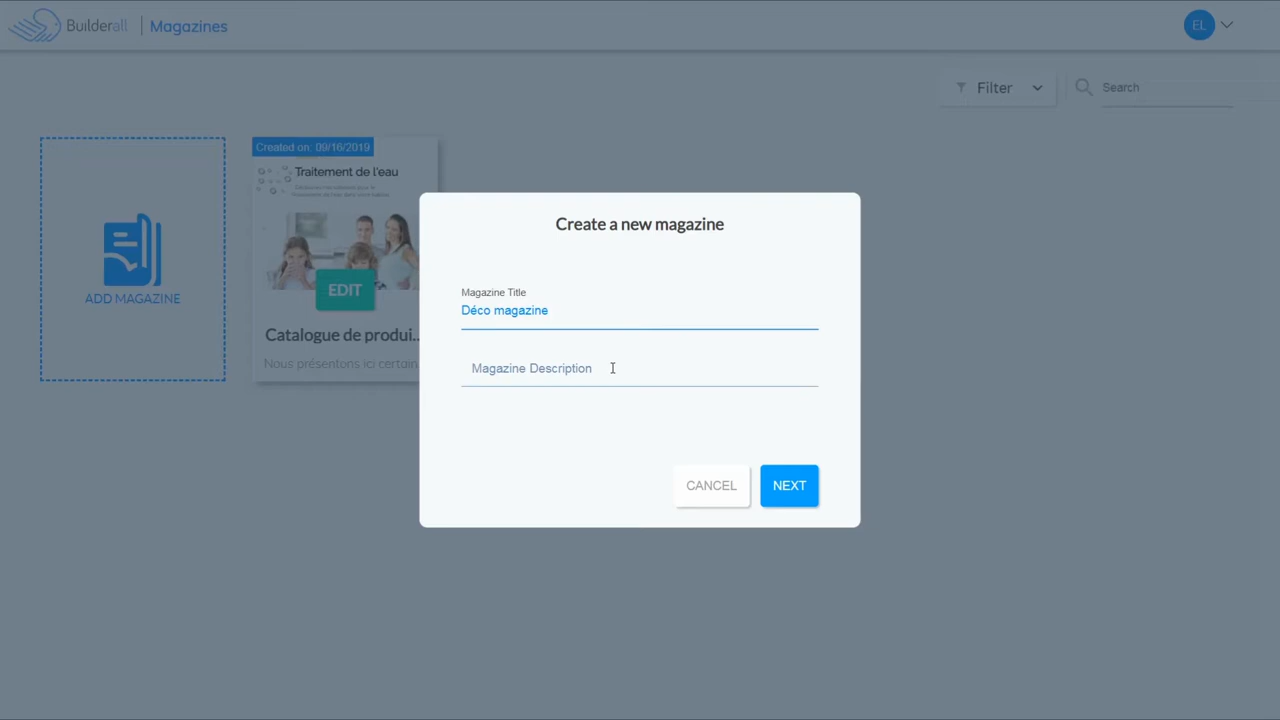 Builderall | Magazines
EL
Filter
Search
Created on: 09/16/2019
Traitement de l'eau
ADD MAGAZINE
EDIT
Catalogue de produi...
Nous présentons ici certain
Create a new magazine
Magazine Title
Déco magazine
Magazine Description
CANCEL
NEXT